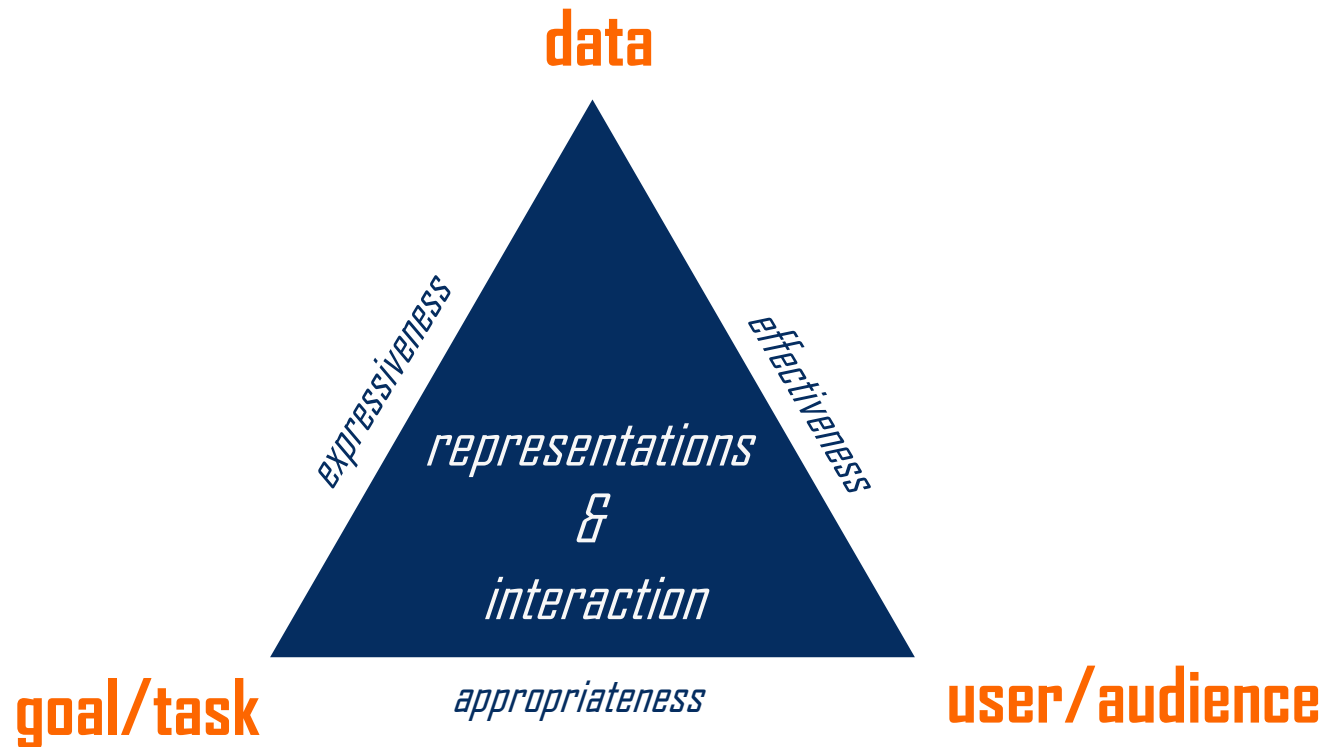 data
expressiveness
effectiveness
representations
&
interaction
goal/task
appropriateness
user/audience